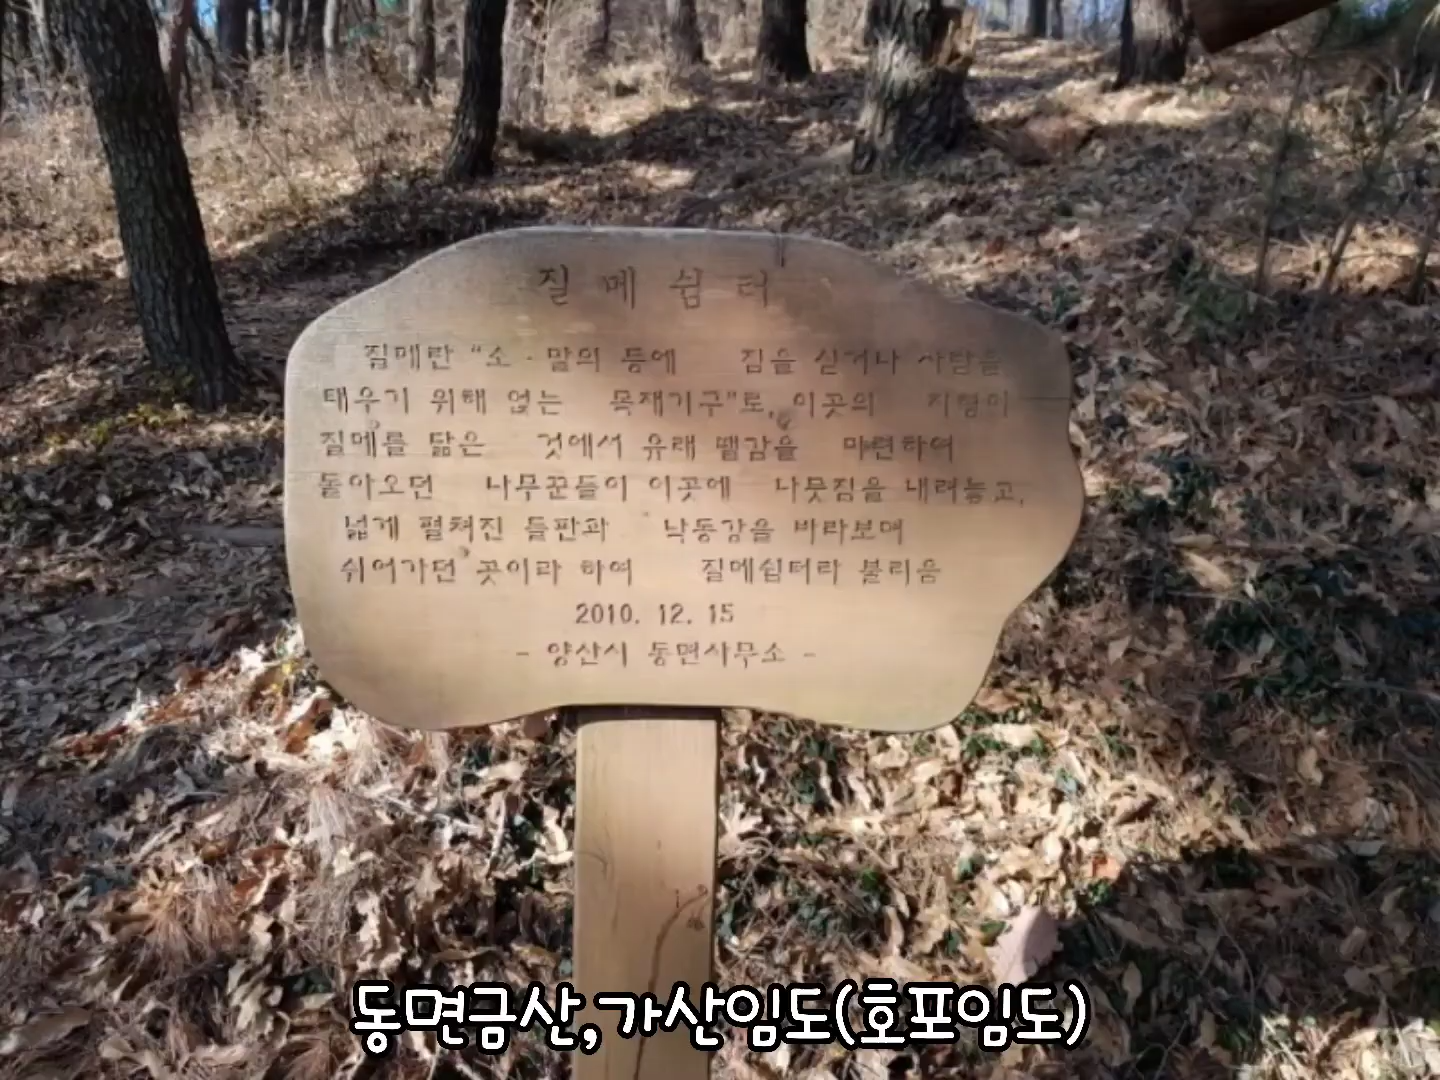 질메쉼터
질메란 "소·말의 등에 짐을 싣거나 사람을
태우기 위해 얹는 목재기구"로, 이곳의 지형이
질메를 닮은 것에서 유래 땔감을 마련하여
돌아오던 나무꾼들이 이곳에 나뭇짐을 내려놓고,
넓게 펼쳐진 들판과 낙동강을 바라보며
쉬어가던 곳이라 하여 질메쉼터라 불리움
2010. 12. 15
- 양산시 동면사무소 -
동면금산,가산임도(호포임도)